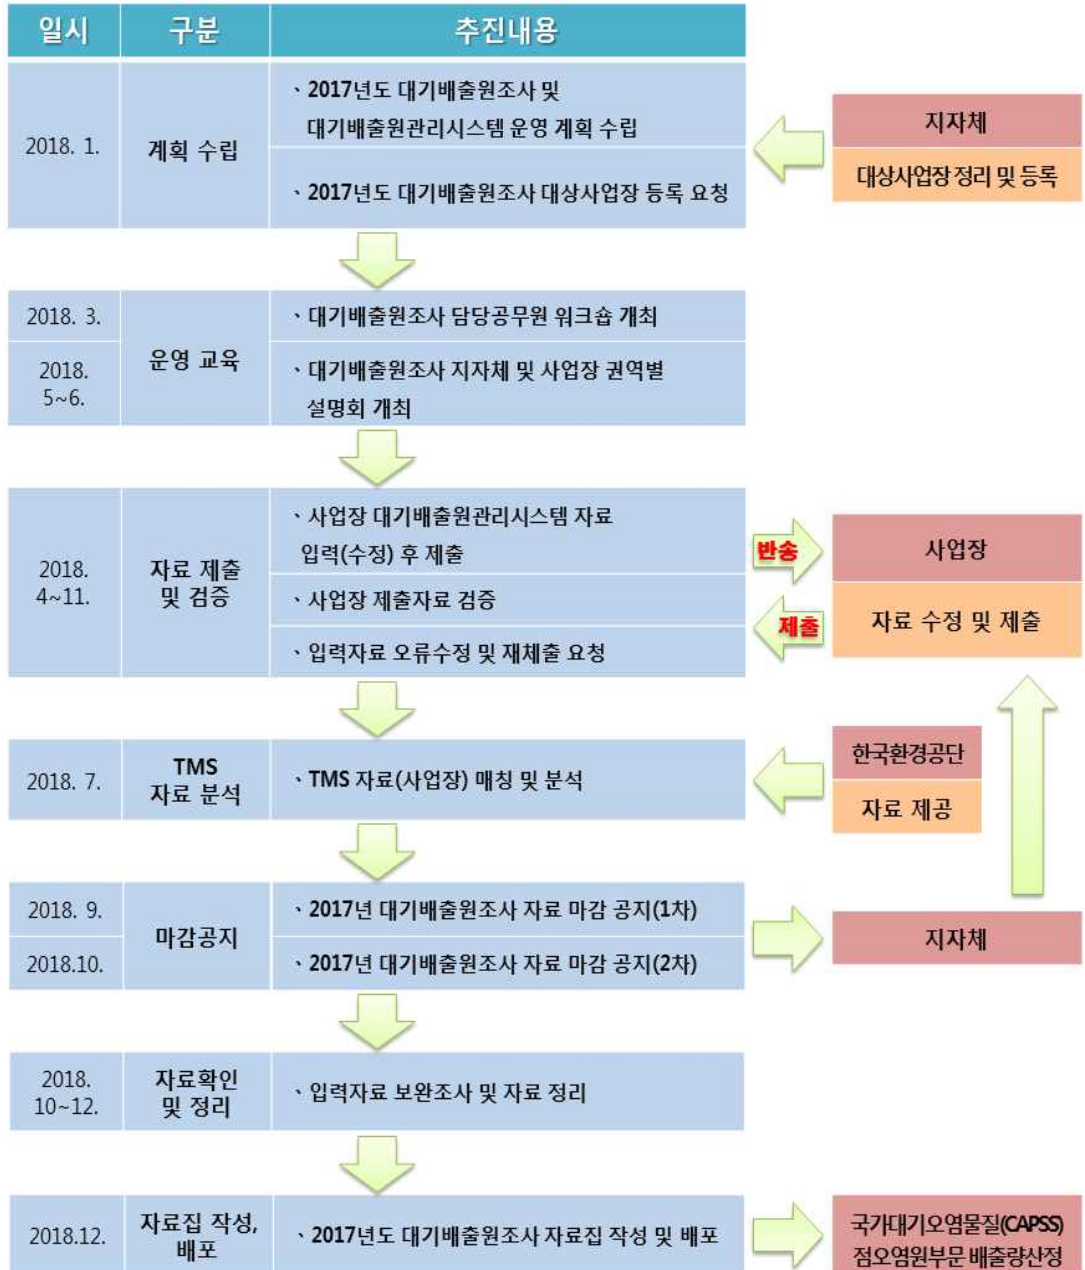 일시 구분 추진내용
2018. 1.
계획 수립
、2017년도 대기배출원조사 및
대기배출원관리시스템 운영 계획 수립
、2017년도 대기배출원조사 대상사업장 등록 요청
지자체
대상사업장 정리 및 등록
2018. 3.
2018.
5~6.
운영 교육
、대기배출원조사 담당공무원 워크숍 개최
、대기배출원조사 지자체 및 사업장 권역별
설명회 개최
2018.
4~11.
자료 제출
및 검증
、사업장 대기배출원관리시스템 자료
입력(수정) 후 제출
、사업장 제출자료 검증
、입력자료 오류수정 및 재체출 요청
반송
제출
사업장
자료 수정 및 제출
2018. 7.
TMS
자료 분석
、TMS 자료(사업장) 매칭 및 분석
한국환경공단
자료 제공
2018. 9.
2018.10.
마감공지
、2017년 대기배출원조사 자료 마감 공지(1차)
、2017년 대기배출원조사 자료 마감 공지(2차)
지자체
2018.
10~12.
자료확인
및 정리
、입력자료 보완조사 및 자료 정리
2018.12.
자료집 작성,
배포
、2017년도 대기배출원조사 자료집 작성 및 배포
국가대기오염물질(CAPSS)
점오염원부문 배출량산정